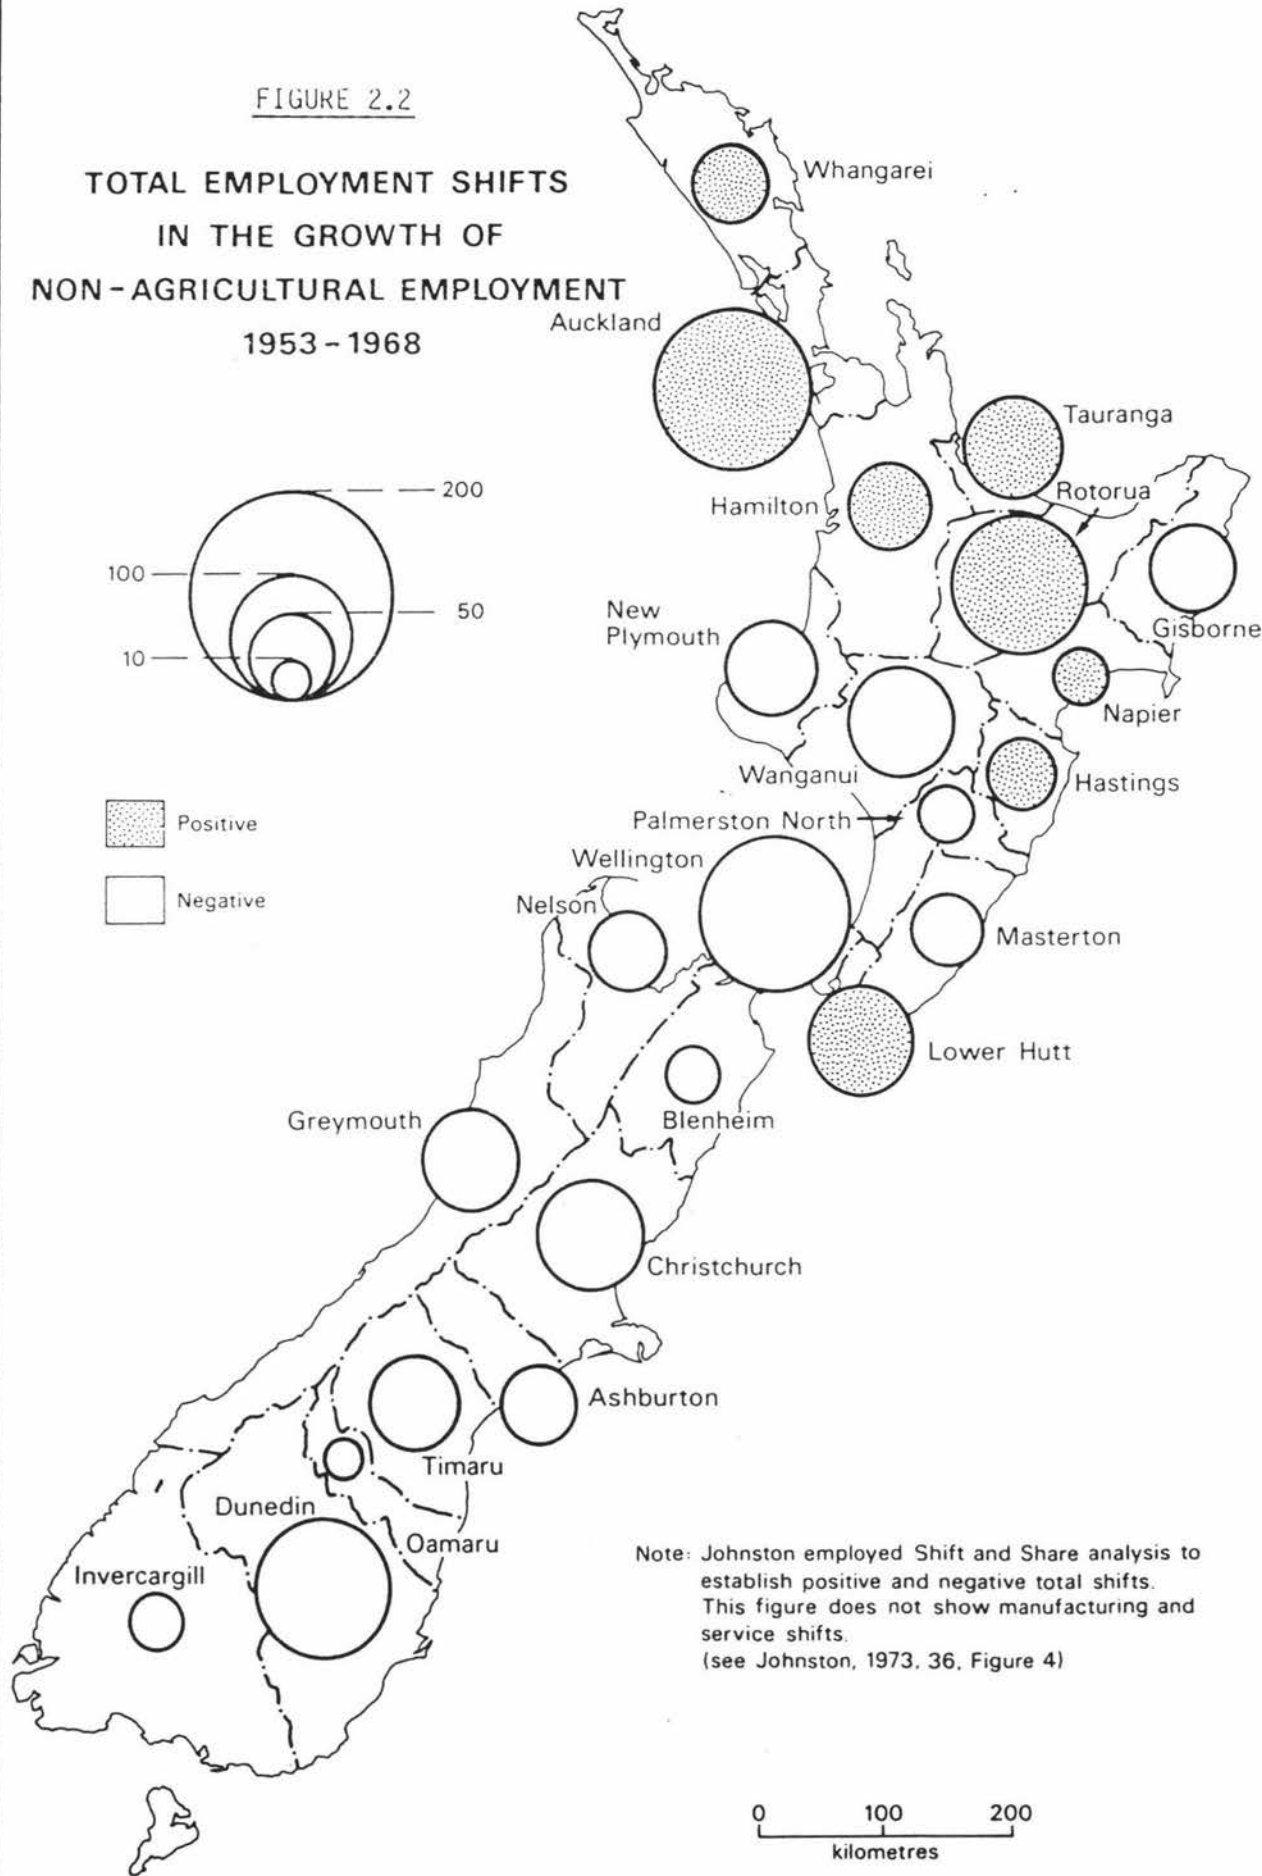 FIGURE 2.2
TOTAL EMPLOYMENT SHIFTS
IN THE GROWTH OF
NON-AGRICULTURAL EMPLOYMENT
1953-1968
Whangarei
Auckland
Tauranga
Rotorua
Hamilton
200
100
50
10
New
Plymouth
Gisborne
Napier
Wanganui
Hastings
Positive
Palmerston North
Wellington
Negative
Nelson
Masterton
Lower Hutt
Greymouth
Blenheim
Christchurch
Ashburton
Timaru
Dunedin
Oamaru
Invercargill
Note: Johnston employed Shift and Share analysis to
establish positive and negative total shifts.
This figure does not show manufacturing and
service shifts.
(see Johnston, 1973, 36, Figure 4)
0 100 200
kilometres